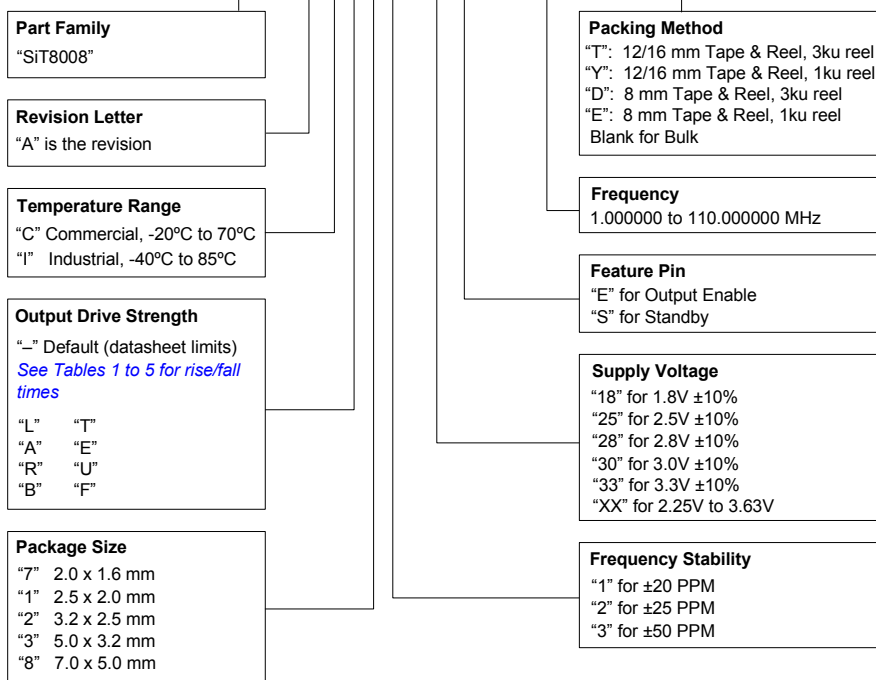 Part Family
“SiT8008”
Revision Letter
“A” is the revision
Temperature Range
“C” Commercial, -20ºC to 70ºC
“I” Industrial, -40ºC to 85ºC
Output Drive Strength
“–” Default (datasheet limits)
See Tables 1 to 5 for rise/fall
times
“L” “T”
“A” “E”
“R” “U”
“B” “F”
Package Size
“7” 2.0 x 1.6 mm
“1” 2.5 x 2.0 mm
“2” 3.2 x 2.5 mm
“3” 5.0 x 3.2 mm
“8” 7.0 x 5.0 mm
Packing Method
“T”: 12/16 mm Tape & Reel, 3ku reel
“Y”: 12/16 mm Tape & Reel, 1ku reel
“D”: 8 mm Tape & Reel, 3ku reel
“E”: 8 mm Tape & Reel, 1ku reel
Blank for Bulk
Frequency
1.000000 to 110.000000 MHz
Feature Pin
“E” for Output Enable
“S” for Standby
Supply Voltage
“18” for 1.8V ±10%
“25” for 2.5V ±10%
“28” for 2.8V ±10%
“30” for 3.0V ±10%
“33” for 3.3V ±10%
“XX” for 2.25V to 3.63V
Frequency Stability
“1” for ±20 PPM
“2” for ±25 PPM
“3” for ±50 PPM